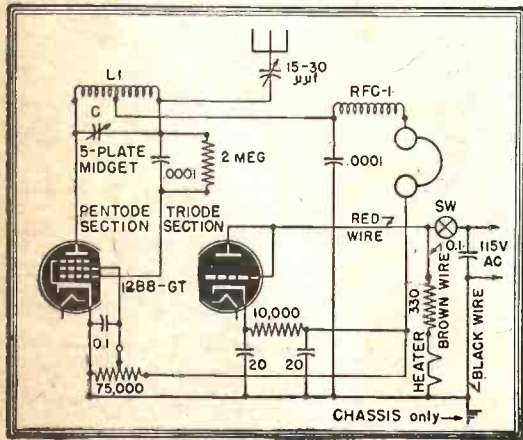 15-30
µµf
L1
RFC-1
C
5-PLATE
MIDGET
.0001
2 MEG
.0001
PENTODE
SECTION
TRIODE
SECTION
RED
WIRE
SW
0.1
115V
AC
12B8-GT
330
BROWN WIRE
BLACK WIRE
HEATER
10,000
0.1
20
20
75,000
CHASSIS only